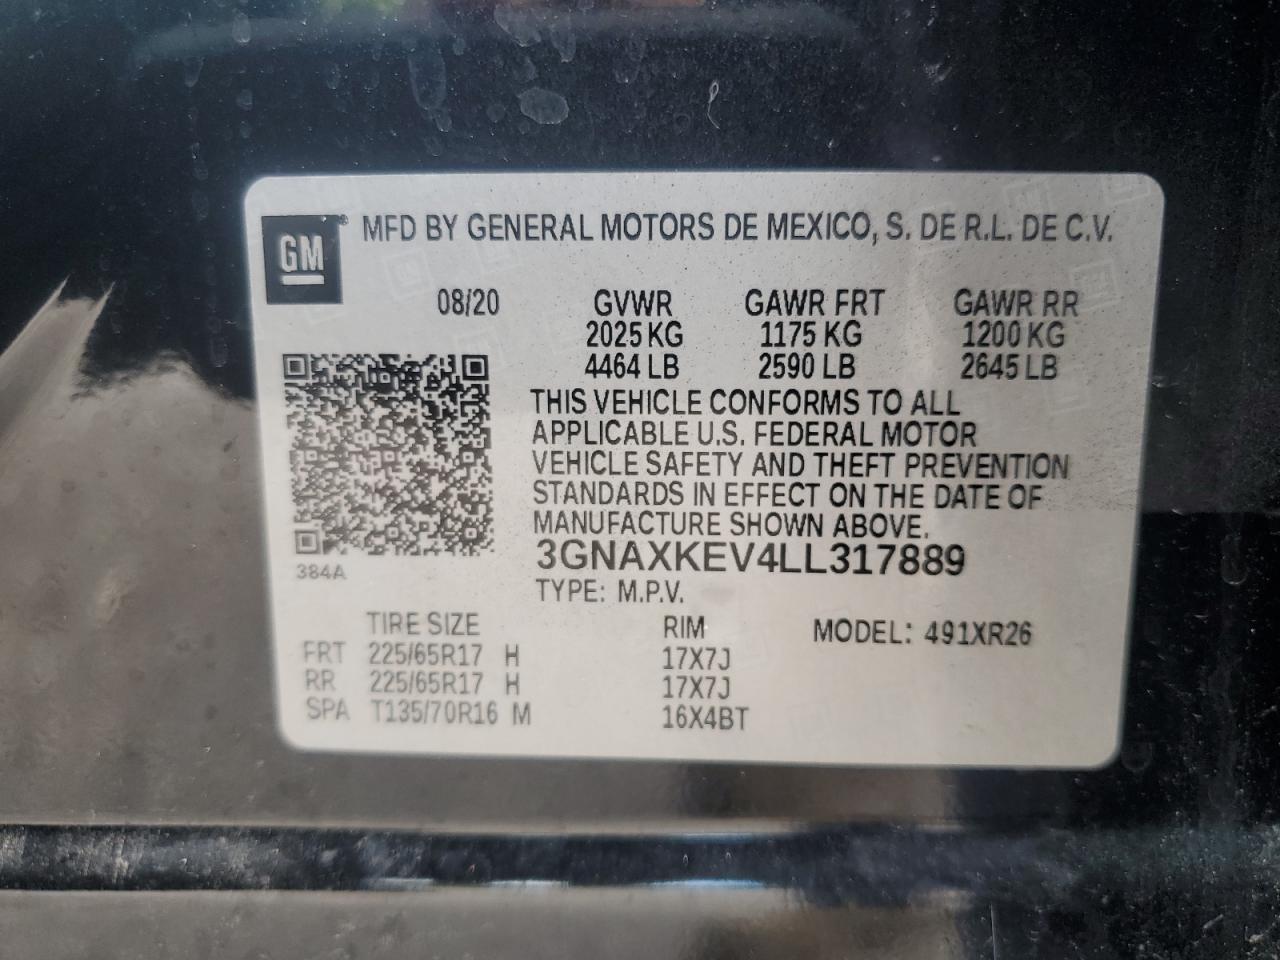 GM® MFD BY GENERAL MOTORS DE MEXICO, S. DE R.L. DE C.V.
08/20 GVWR GAWR FRT GAWR RR
2025 KG 1175 KG 1200 KG
4464 LB 2590 LB 2645 LB
THIS VEHICLE CONFORMS TO ALL
APPLICABLE U.S. FEDERAL MOTOR
VEHICLE SAFETY AND THEFT PREVENTION
STANDARDS IN EFFECT ON THE DATE OF
MANUFACTURE SHOWN ABOVE.
3GNAXKEV4LL317889
384A
TYPE: M.P.V.
TIRE SIZE RIM MODEL: 491XR26
FRT 225/65R17 H 17X7J
RR 225/65R17 H 17X7J
SPA T135/70R16 M 16X4BT